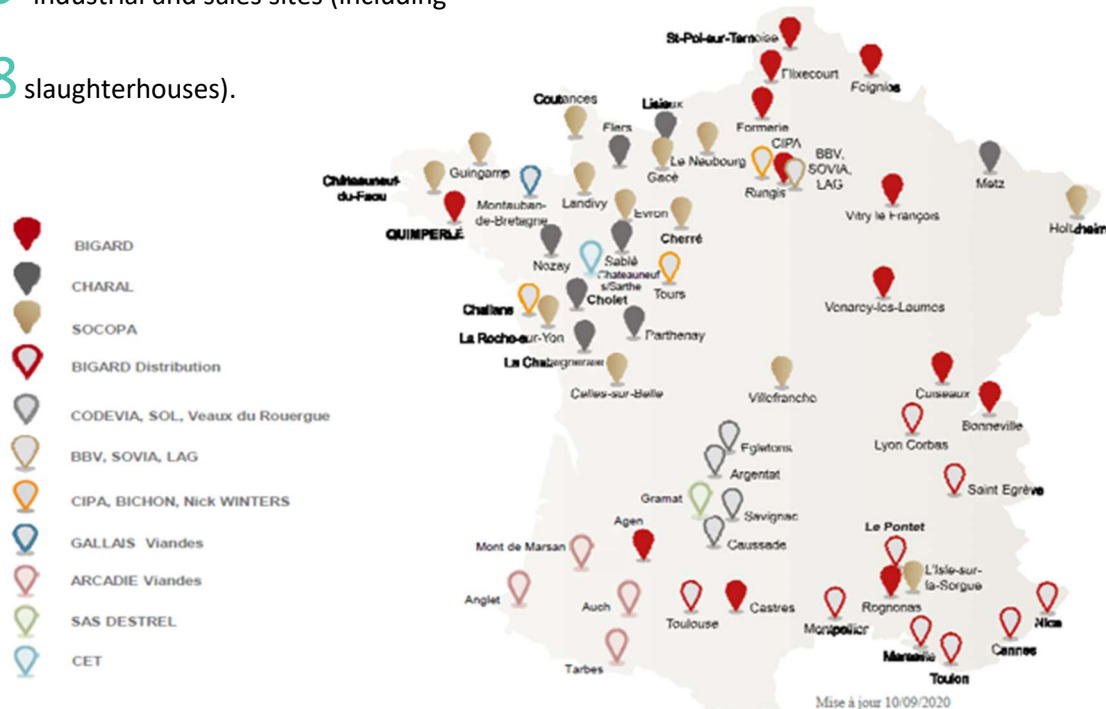 industrial and sales sites (including
8 slaughterhouses).
BIGARD
CHARAL
SOCOPA
BIGARD Distribution
CODEVIA, SOL, Veaux du Rouergue
BBV, SOVIA, LAG
CIPA, BICHON, Nick WINTERS
GALLAIS Viandes
ARCADIE Viandes
SAS DESTREL
CET
St-Pol-sur-Ternoise
Flixecourt
Feignies
Coutances
Lisieux
Flers
Formerie
CIPA
Le Neubourg
BBV,
SOVIA,
LAG
Guingamp
Gacé
Rungis
Metz
Châteauneuf-
du-Faou
Montauban-
de-Bretagne
Landivy
Evron
Vitry le François
Holtzheim
QUIMPERLÉ
Cherré
Nozay
Sablé
Chateauneuf
s/Sarthe
Tours
Cholet
Challans
Venarey-les-Laumes
La Roche-sur-Yon
Parthenay
La Chataigneraie
Celles-sur-Belle
Villefranche
Cuiseaux
Bonneville
Lyon Corbas
Egletons
Argentat
Saint Egrève
Gramat
Savignac
Agen
Le Pontet
Mont de Marsan
Caussade
L'Isle-sur-
la-Sorgue
Anglet
Auch
Toulouse
Castres
Rognonas
Montpellier
Nice
Cannes
Marseille
Tarbes
Toulon
Mise à jour 10/09/2020